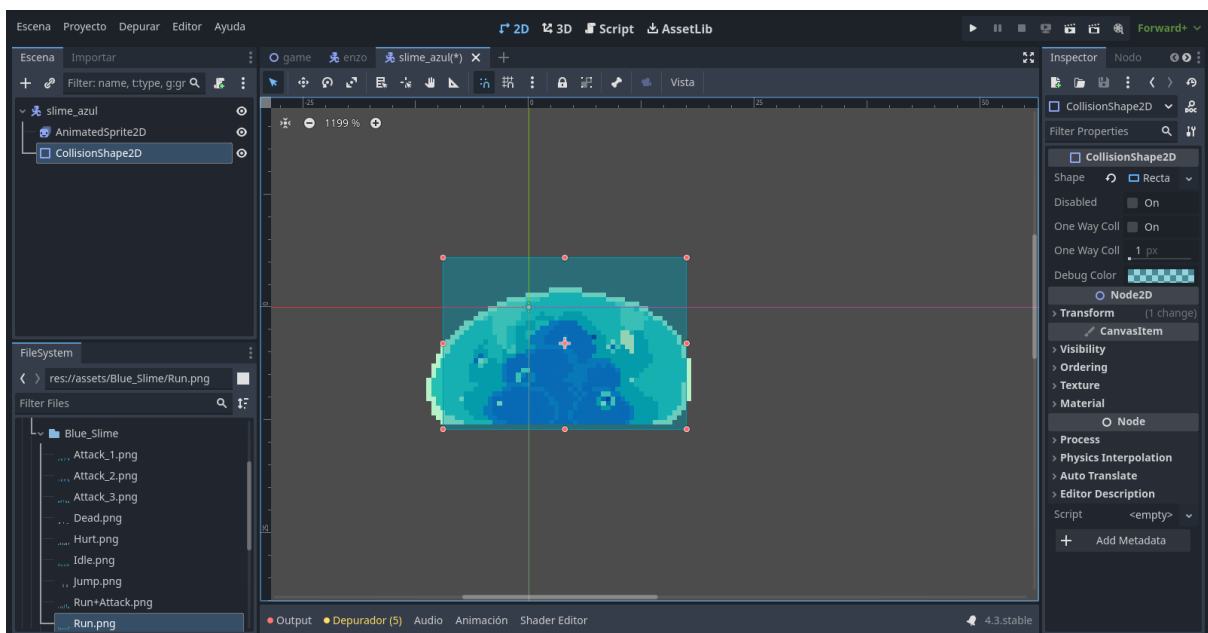 Escena Proyecto Depurar Editor Ayuda
2D 3D Script AssetLib
Forward+
Escena Importar
game enzo slime_azul(*)
Inspector Nodo
Filter: name, t:type, g:gr
Vista
slime_azul
AnimatedSprite2D
CollisionShape2D
-25 0 25 50
1199 %
0
25
CollisionShape2D
DOC
Filter Properties
CollisionShape2D
Shape Recta
Disabled On
One Way Coll On
One Way Coll 1 px
Debug Color
Node2D
Transform (1 change)
CanvasItem
Visibility
Ordering
Texture
Material
Node
Process
Physics Interpolation
Auto Translate
Editor Description
Script <empty>
Add Metadata
FileSystem
res://assets/Blue_Slime/Run.png
Filter Files
Blue_Slime
Attack_1.png
Attack_2.png
Attack_3.png
Dead.png
Hurt.png
Idle.png
Jump.png
Run+Attack.png
Run.png
Output Depurador (5) Audio Animación Shader Editor
4.3.stable